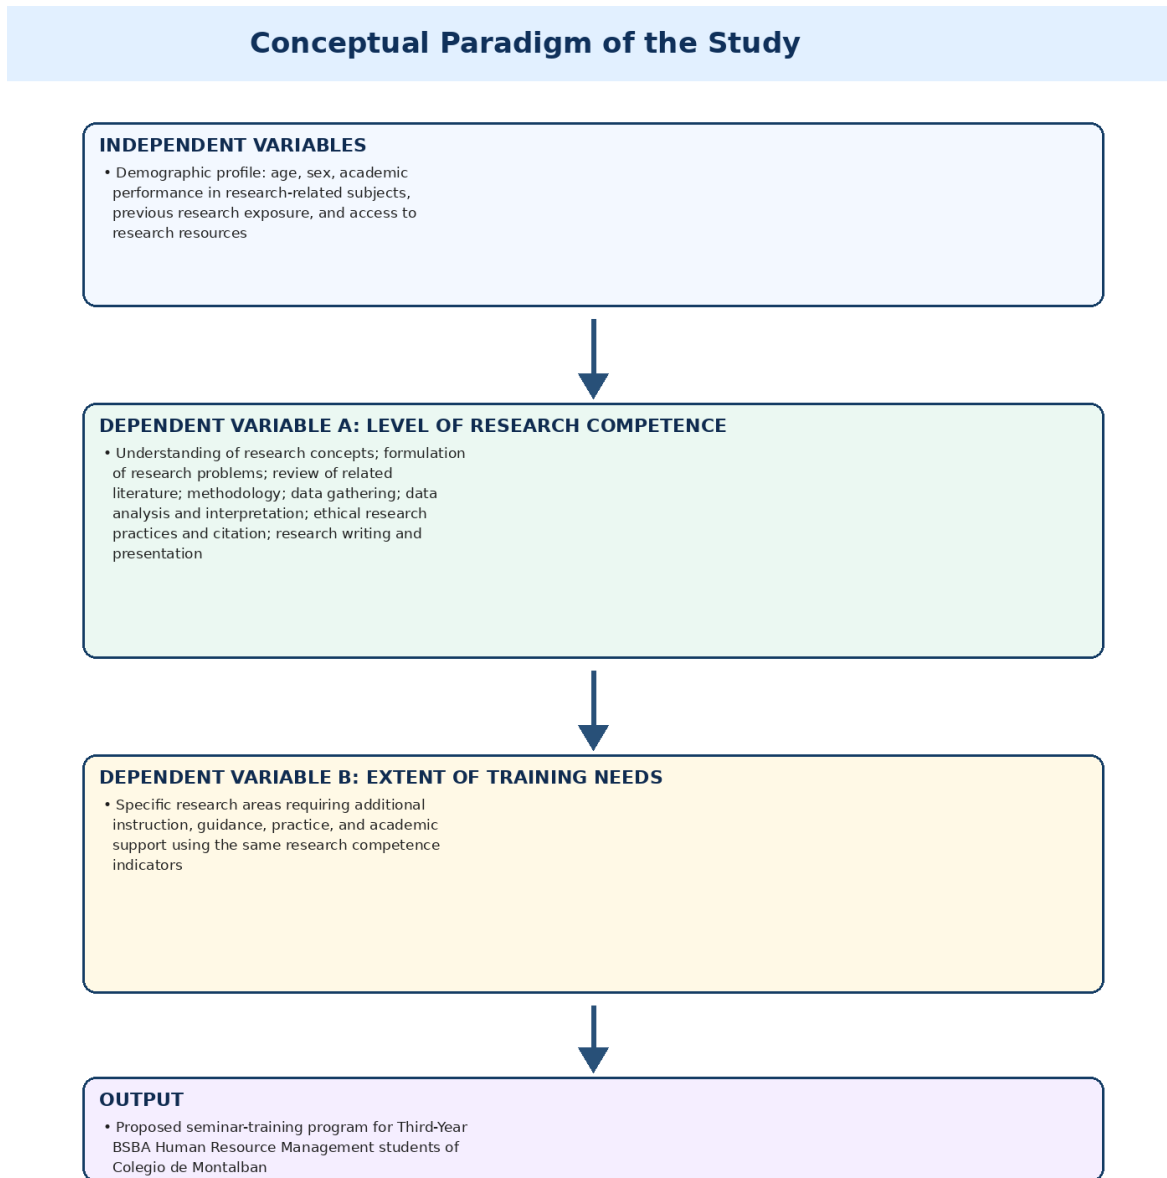 Conceptual Paradigm of the Study
INDEPENDENT VARIABLES
• Demographic profile: age, sex, academic
performance in research-related subjects,
previous research exposure, and access to
research resources
DEPENDENT VARIABLE A: LEVEL OF RESEARCH COMPETENCE
• Understanding of research concepts; formulation
of research problems; review of related
literature; methodology; data gathering; data
analysis and interpretation; ethical research
practices and citation; research writing and
presentation
DEPENDENT VARIABLE B: EXTENT OF TRAINING NEEDS
• Specific research areas requiring additional
instruction, guidance, practice, and academic
support using the same research competence
indicators
OUTPUT
• Proposed seminar-training program for Third-Year
BSBA Human Resource Management students of
Colegio de Montalban